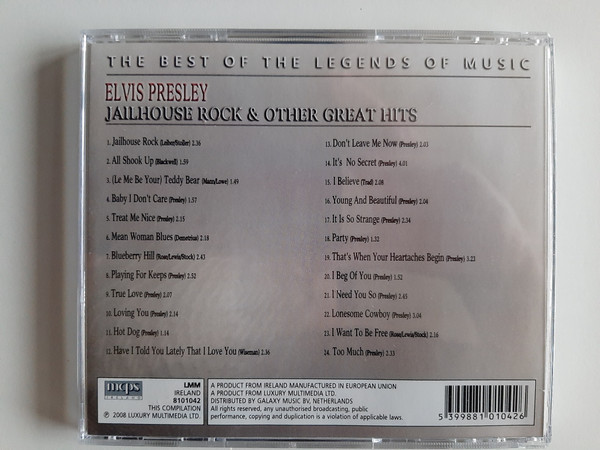 THE BEST OF THE LEGENDS OF MUSIC
ELVIS PRESLEY
JAILHOUSE ROCK & OTHER GREAT HITS
1. Jailhouse Rock (Leiber/Stoller) 2.36
2. All Shook Up (Blackwell) 1.59
3. (Le Me Be Your) Teddy Bear (Mann/Lowe) 1.49
4. Baby I Don't Care (Presley) 1.57
5. Treat Me Nice (Presley) 2.15
6. Mean Woman Blues (Demetrius) 2.18
7. Blueberry Hill (Rose/Lewis/Stock) 2.43
8. Playing For Keeps (Presley) 2.52
9. True Love (Presley) 2.07
10. Loving You (Presley) 2.14
11. Hot Dog (Presley) 1.14
12. Have I Told You Lately That I Love You (Wiseman) 2.36
13. Don't Leave Me Now (Presley) 2.03
14. It's No Secret (Presley) 4.01
15. I Believe (Trad) 2.08
16. Young And Beautiful (Presley) 2.04
17. It Is So Strange (Presley) 2.34
18. Party (Presley) 1.32
19. That's When Your Heartaches Begin (Presley) 1.23
20. I Beg Of You (Presley) 1.52
21. I Need You So (Presley) 2.45
22. Lonesome Cowboy (Presley) 3.04
23. I Want To Be Free (Rose/Lewis/Stock) 2.16
24. Too Much (Presley) 2.33
mcps
IRELAND
LMM
IRELAND
8101042
THIS COMPILATION
℗ 2008 LUXURY MULTIMEDIA LTD.
A PRODUCT FROM IRELAND MANUFACTURED IN EUROPEAN UNION
A PRODUCT FROM LUXURY MULTIMEDIA LTD.
DISTRIBUTED BY GALAXY MUSIC BV, NETHERLANDS
All rights reserved, any unauthorised broadcasting, public
performance, copying and duplication is a violation of applicable laws.
5 399881 010426